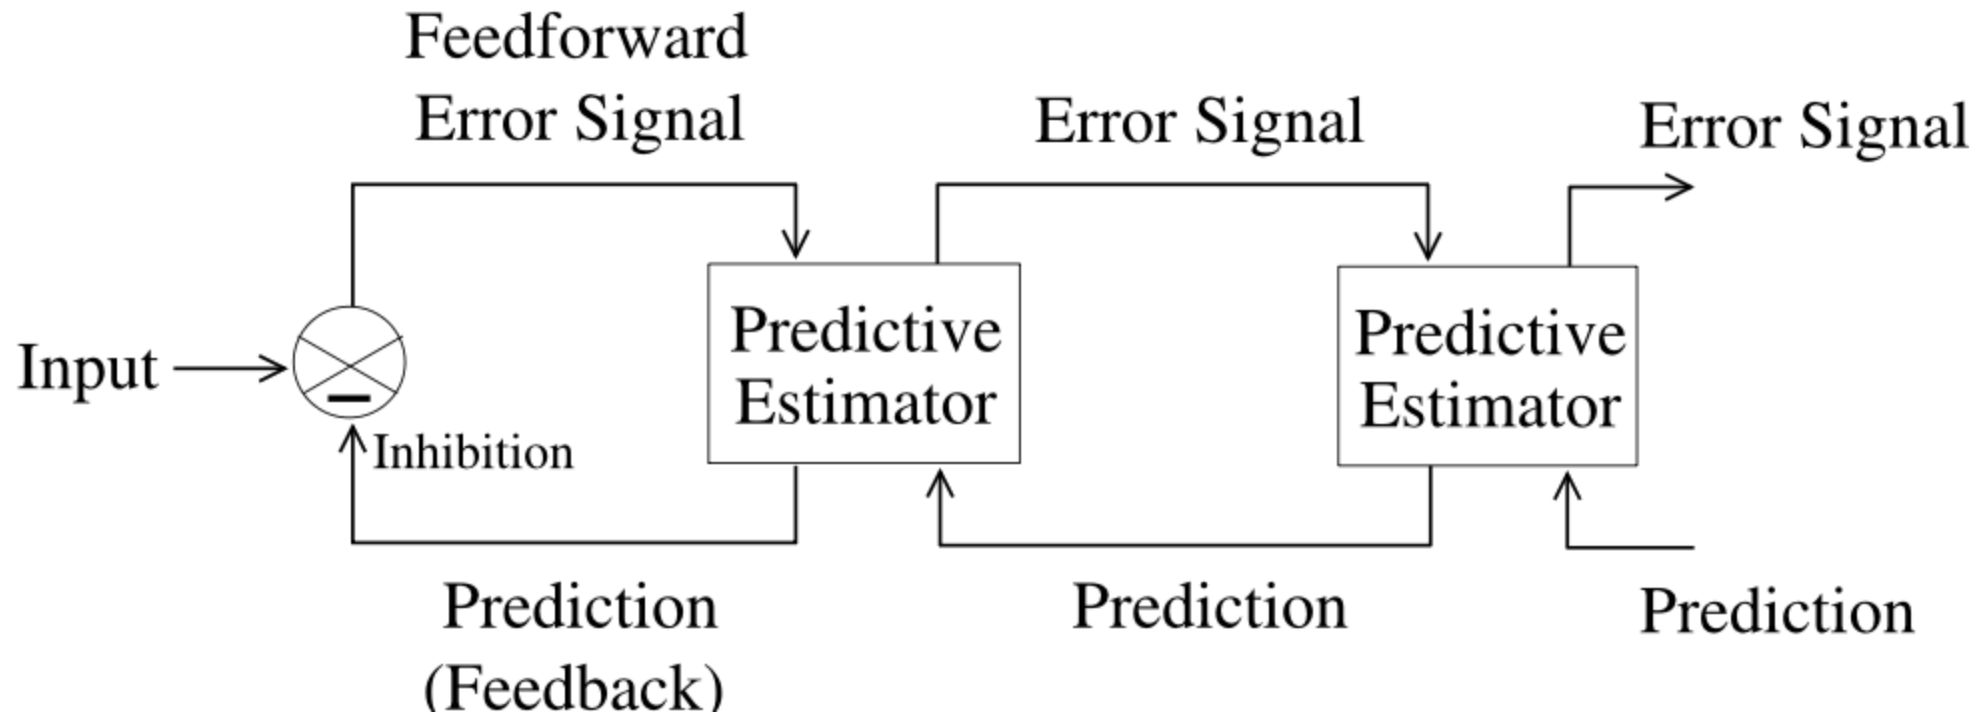 Feedforward
Error Signal
Error Signal
Error Signal
Input
Predictive
Estimator
Predictive
Estimator
Inhibition
Prediction
(Feedback)
Prediction
Prediction